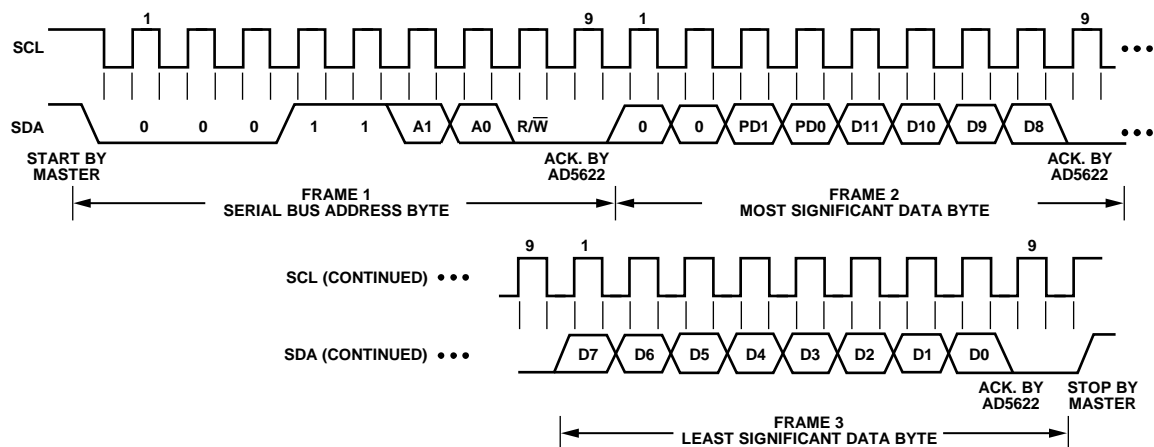 1 9 1 9
SCL
SDA 0 0 0 1 1 A1 A0 R/W̅ 0 0 PD1 PD0 D11 D10 D9 D8
START BY MASTER
ACK. BY AD5622
ACK. BY AD5622
FRAME 1
SERIAL BUS ADDRESS BYTE
FRAME 2
MOST SIGNIFICANT DATA BYTE
9 1 9
SCL (CONTINUED)
SDA (CONTINUED) D7 D6 D5 D4 D3 D2 D1 D0
ACK. BY AD5622
STOP BY MASTER
FRAME 3
LEAST SIGNIFICANT DATA BYTE